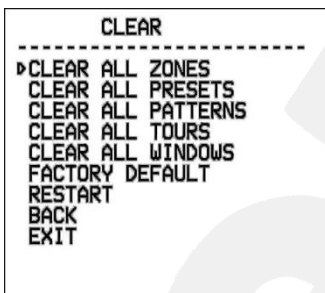 CLEAR
-----------------------
▷CLEAR ALL ZONES
CLEAR ALL PRESETS
CLEAR ALL PATTERNS
CLEAR ALL TOURS
CLEAR ALL WINDOWS
FACTORY DEFAULT
RESTART
BACK
EXIT